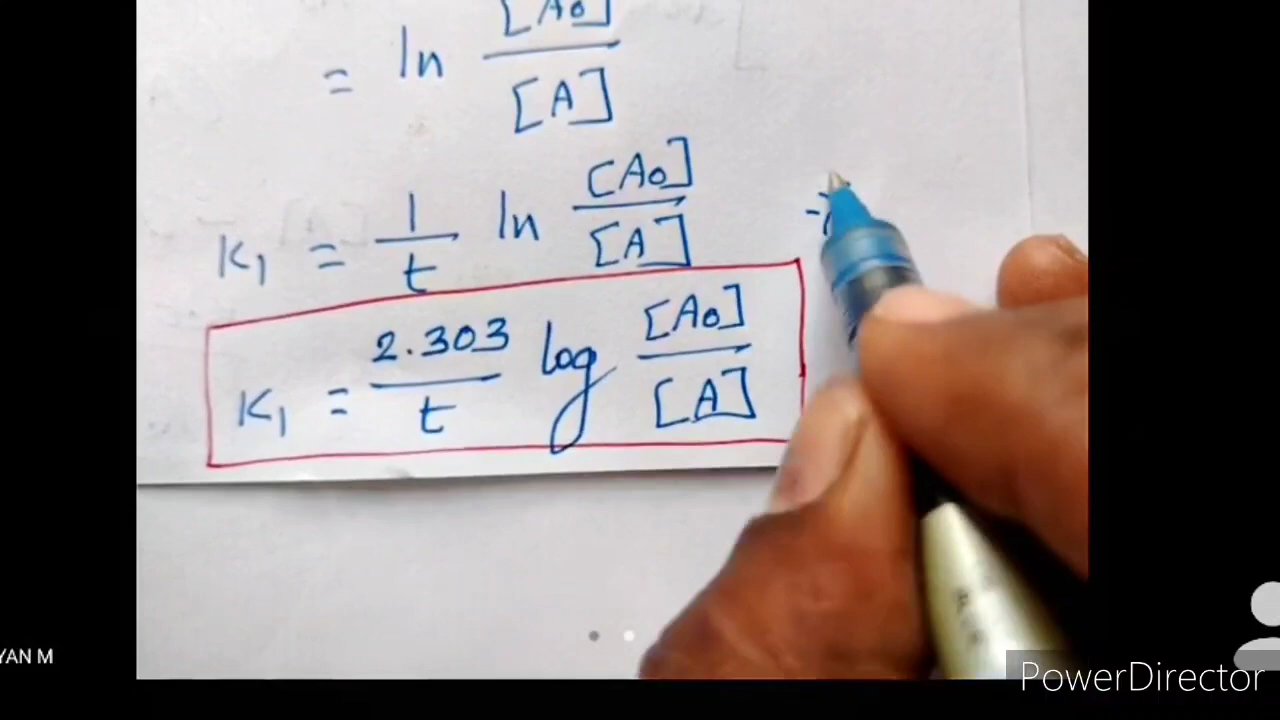 = ln [A₀] / [A]
K₁ = 1 / t ln [A₀] / [A]
K₁ = 2.303 / t log [A₀] / [A]
YAN M
PowerDirector